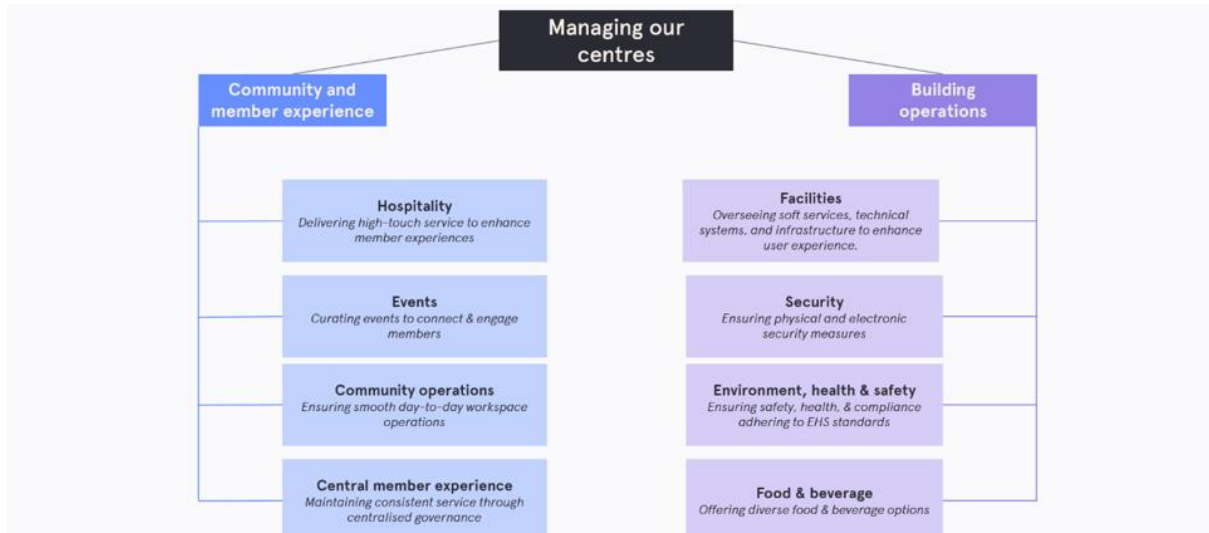 Managing our
centres
Community and
member experience
Building
operations
Hospitality
Delivering high-touch service to enhance
member experiences
Events
Curating events to connect & engage
members
Community operations
Ensuring smooth day-to-day workspace
operations
Central member experience
Maintaining consistent service through
centralised governance
Facilities
Overseeing soft services, technical
systems, and infrastructure to enhance
user experience.
Security
Ensuring physical and electronic
security measures
Environment, health & safety
Ensuring safety, health, & compliance
adhering to EHS standards
Food & beverage
Offering diverse food & beverage options